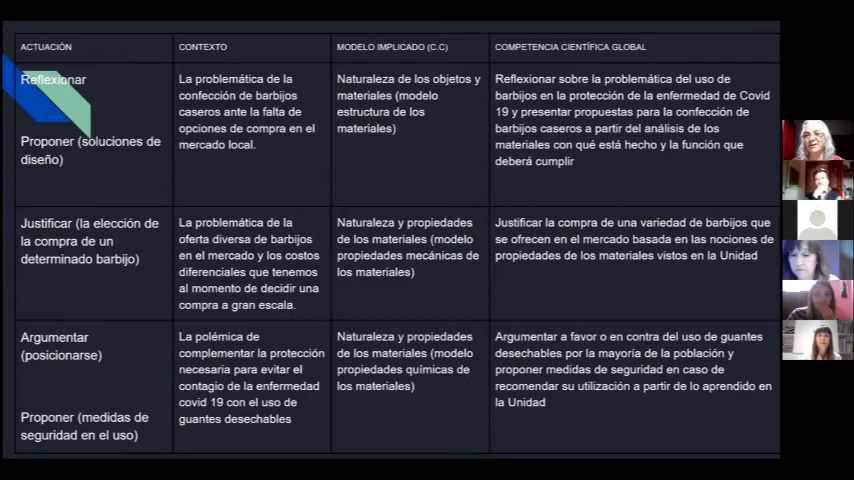 ACTUACIÓN
CONTEXTO
MODELO IMPLICADO (C.C)
COMPETENCIA CIENTÍFICA GLOBAL
Reflexionar
Proponer (soluciones de
diseño)
La problemática de la
confección de barbijos
caseros ante la falta de
opciones de compra en el
mercado local.
Naturaleza de los objetos y
materiales (modelo
estructura de los
materiales)
Reflexionar sobre la problemática del uso de
barbijos en la protección de la enfermedad de Covid
19 y presentar propuestas para la confección de
barbijos caseros a partir del análisis de los
materiales con qué está hecho y la función que
deberá cumplir
Justificar (la elección de
la compra de un
determinado barbijo)
La problemática de la
oferta diversa de barbijos
en el mercado y los costos
diferenciales que tenemos
al momento de decidir una
compra a gran escala.
Naturaleza y propiedades
de los materiales (modelo
propiedades mecánicas de
los materiales)
Justificar la compra de una variedad de barbijos que
se ofrecen en el mercado basada en las nociones de
propiedades de los materiales vistos en la Unidad
Argumentar
(posicionarse)
Proponer (medidas de
seguridad en el uso)
La polémica de
complementar la protección
necesaria para evitar el
contagio de la enfermedad
covid 19 con el uso de
guantes desechables
Naturaleza y propiedades
de los materiales (modelo
propiedades químicas de
los materiales)
Argumentar a favor o en contra del uso de guantes
desechables por la mayoría de la población y
proponer medidas de seguridad en caso de
recomendar su utilización a partir de lo aprendido en
la Unidad